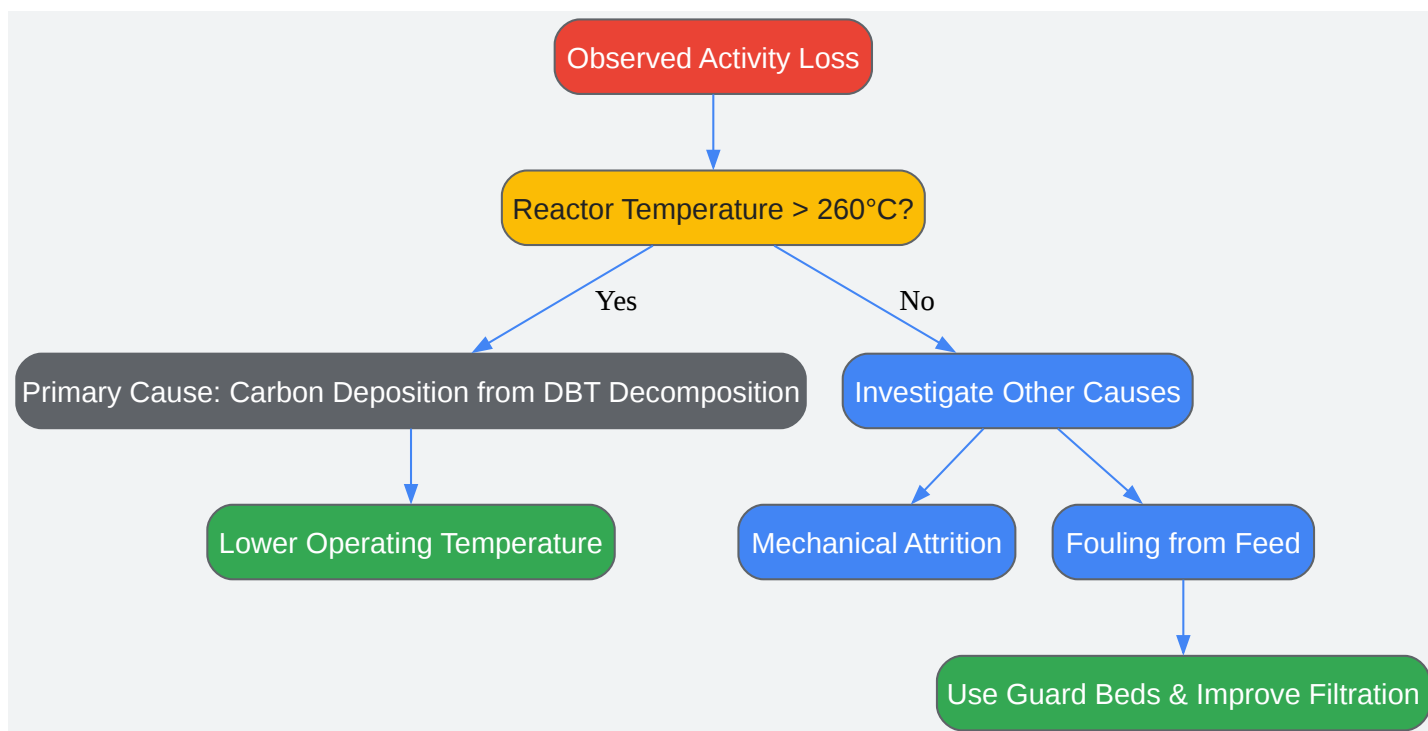 Observed Activity Loss
Reactor Temperature > 260°C?
Yes
No
Primary Cause: Carbon Deposition from DBT Decomposition
Investigate Other Causes
Lower Operating Temperature
Mechanical Attrition
Fouling from Feed
Use Guard Beds & Improve Filtration